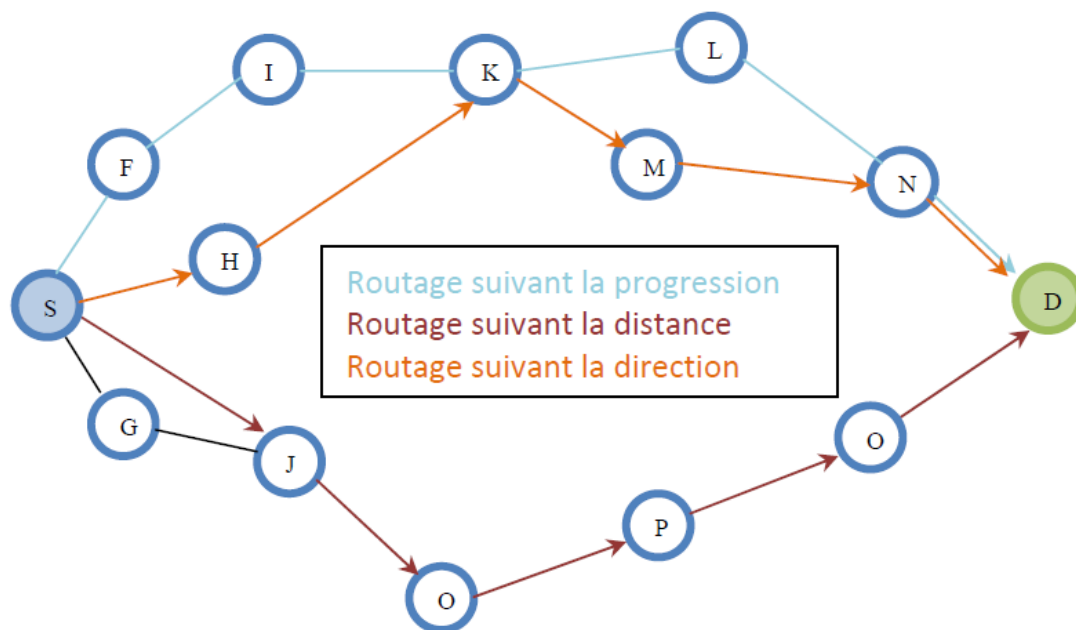 L
I
K
F
M
N
H
Routage suivant la progression
S
D
Routage suivant la distance
Routage suivant la direction
G
O
J
P
O